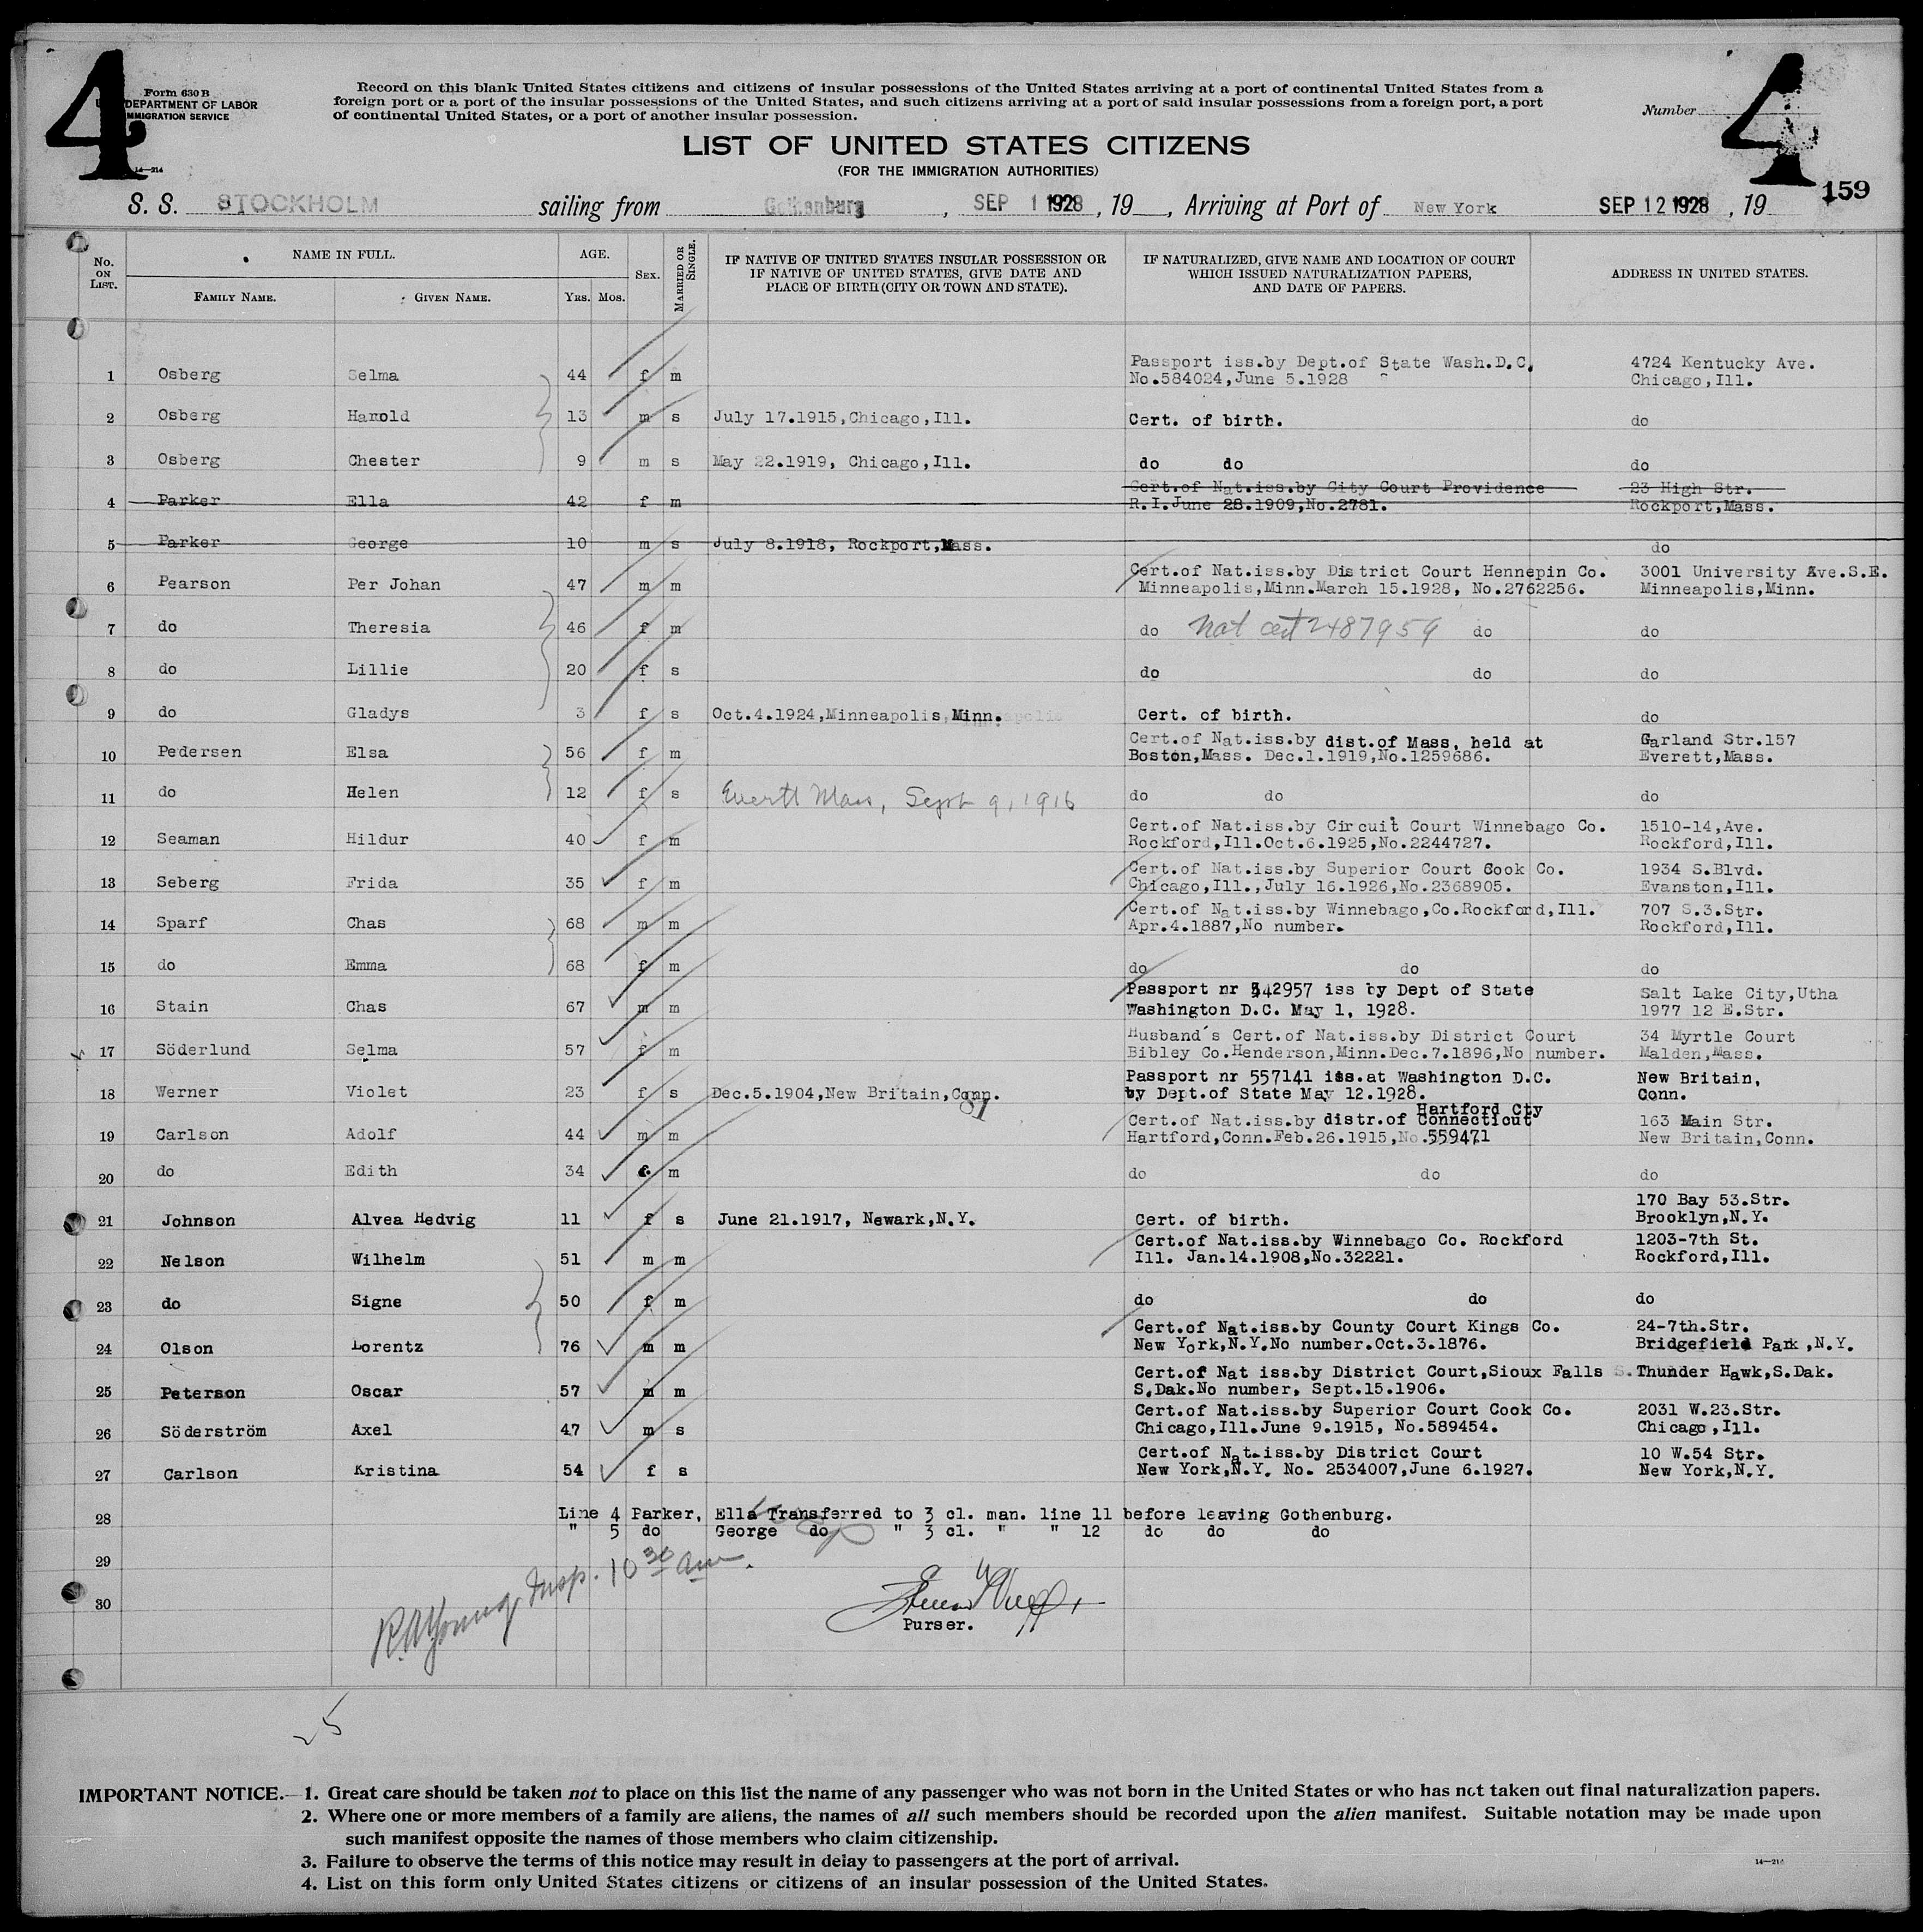 4
Form 630 B
DEPARTMENT OF LABOR
IMMIGRATION SERVICE
14—214
Record on this blank United States citizens and citizens of insular possessions of the United States arriving at a port of continental United States from a
foreign port or a port of the insular possessions of the United States, and such citizens arriving at a port of said insular possessions from a foreign port, a port
of continental United States, or a port of another insular possession.
Number
4
159
LIST OF UNITED STATES CITIZENS
(FOR THE IMMIGRATION AUTHORITIES)
S. S. STOCKHOLM sailing from Gothenburg, SEP 1 1928, 19 , Arriving at Port of New York SEP 12 1928, 19
No. ON LIST. NAME IN FULL. FAMILY NAME. GIVEN NAME. AGE. YRS. MOS. SEX. MARRIED OR SINGLE. IF NATIVE OF UNITED STATES INSULAR POSSESSION OR IF NATIVE OF UNITED STATES, GIVE DATE AND PLACE OF BIRTH (CITY OR TOWN AND STATE). IF NATURALIZED, GIVE NAME AND LOCATION OF COURT WHICH ISSUED NATURALIZATION PAPERS, AND DATE OF PAPERS. ADDRESS IN UNITED STATES.
Passport iss.by Dept.of State Wash.D.C. 4724 Kentucky Ave.
1 Osberg Selma 44 f m No.584024,June 5.1928 Chicago,Ill.
2 Osberg Harold 13 m s July 17.1915,Chicago,Ill. Cert. of birth. do
3 Osberg Chester 9 m s May 22.1919, Chicago,Ill. do do do
Cert.of Nat.iss.by City Court Providence 23 High Str.
4 Parker Ella 42 f m R.I.June 28.1909,No.2781. Rockport,Mass.
5 Parker George 10 m s July 8.1918, Rockport,Mass. do
Cert.of Nat.iss.by District Court Hennepin Co. 3001 University Ave.S.E.
6 Pearson Per Johan 47 m m Minneapolis,Minn.March 15.1928, No.2762256. Minneapolis,Minn.
7 do Theresia 46 f m do Nat cert 2487959 do do
8 do Lillie 20 f s do do do
9 do Gladys 3 f s Oct.4.1924,Minneapolis,Minn. Cert. of birth. do
Cert.of Nat.iss.by dist.of Mass, held at Garland Str.157
10 Pedersen Elsa 56 f m Boston,Mass. Dec.1.1919,No.1259686. Everett,Mass.
11 do Helen 12 f s Everett Mass, Sept 9, 1916 do do do
Cert.of Nat.iss.by Circuit Court Winnebago Co. 1510-14,Ave.
12 Seaman Hildur 40 f m Rockford,Ill.Oct.6.1925,No.2244727. Rockford,Ill.
Cert.of Nat.iss.by Superior Court Cook Co. 1934 S.Blvd.
13 Seberg Frida 35 f m Chicago,Ill.,July 16.1926,No.2368905. Evanston,Ill.
Cert.of Nat.iss.by Winnebago,Co.Rockford,Ill. 707 S.3.Str.
14 Sparf Chas 68 m m Apr.4.1887,No number. Rockford,Ill.
15 do Emma 68 f m do do do
Passport nr 542957 iss by Dept of State Salt Lake City,Utha
16 Stain Chas 67 m m Washington D.C. May 1, 1928. 1977 12 E.Str.
Husband's Cert.of Nat.iss.by District Court 34 Myrtle Court
17 Söderlund Selma 57 f m Bibley Co.Henderson,Minn.Dec.7.1896,No number. Malden,Mass.
Passport nr 557141 iss.at Washington D.C. New Britain,
18 Werner Violet 23 f s Dec.5.1904,New Britain,Conn. by Dept.of State May 12.1928. Conn.
81
Hartford Cty
Cert.of Nat.iss.by distr.of Connecticut 163 Main Str.
19 Carlson Adolf 44 m m Hartford,Conn.Feb.26.1915,No.559471 New Britain,Conn.
20 do Edith 34 f m do do do
170 Bay 53.Str.
21 Johnson Alvea Hedvig 11 f s June 21.1917, Newark,N.Y. Cert. of birth. Brooklyn,N.Y.
Cert.of Nat.iss.by Winnebago Co. Rockford 1203-7th St.
22 Nelson Wilhelm 51 m m Ill. Jan.14.1908,No.32221. Rockford,Ill.
23 do Signe 50 f m do do do
Cert.of Nat.iss.by County Court Kings Co. 24-7th.Str.
24 Olson Lorentz 76 m m New York,N.Y.No number.Oct.3.1876. Bridgefield Park,N.Y.
Cert.of Nat iss.by District Court,Sioux Falls S. Thunder Hawk,S.Dak.
25 Peterson Oscar 57 m m S.Dak.No number, Sept.15.1906.
Cert.of Nat.iss.by Superior Court Cook Co. 2031 W.23.Str.
26 Söderström Axel 47 m s Chicago,Ill.June 9.1915, No.589454. Chicago,Ill.
Cert.of Nat.iss.by District Court 10 W.54 Str.
27 Carlson Kristina 54 f s New York,N.Y. No. 2534007,June 6.1927. New York,N.Y.
28 Line 4 Parker, Ella Transferred to 3 cl. man. line 11 before leaving Gothenburg.
" 5 do George do " 3 cl. " " 12 do do do
29
30
R A Young Insp. 10 30 am.
Purser.
25
IMPORTANT NOTICE.—1. Great care should be taken not to place on this list the name of any passenger who was not born in the United States or who has not taken out final naturalization papers.
2. Where one or more members of a family are aliens, the names of all such members should be recorded upon the alien manifest. Suitable notation may be made upon
such manifest opposite the names of those members who claim citizenship.
3. Failure to observe the terms of this notice may result in delay to passengers at the port of arrival.
14—214
4. List on this form only United States citizens or citizens of an insular possession of the United States.